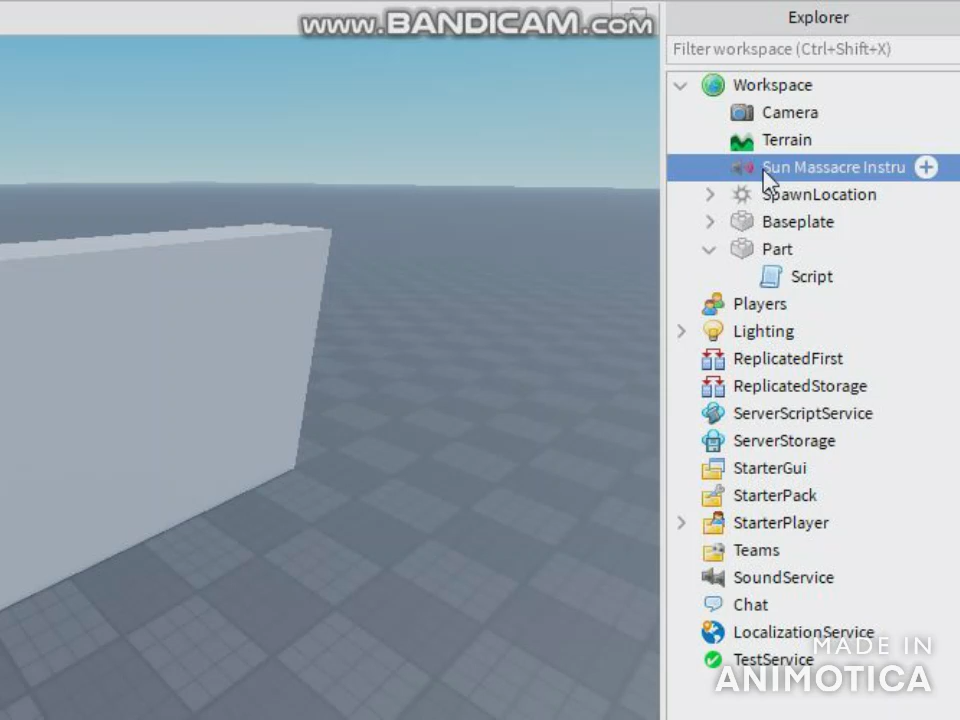 www.BANDICAM.com
Explorer
Filter workspace (Ctrl+Shift+X)
Workspace
Camera
Terrain
Sun Massacre Instru
SpawnLocation
Baseplate
Part
Script
Players
Lighting
ReplicatedFirst
ReplicatedStorage
ServerScriptService
ServerStorage
StarterGui
StarterPack
StarterPlayer
Teams
SoundService
Chat
LocalizationService
TestService
MADE IN
ANIMOTICA